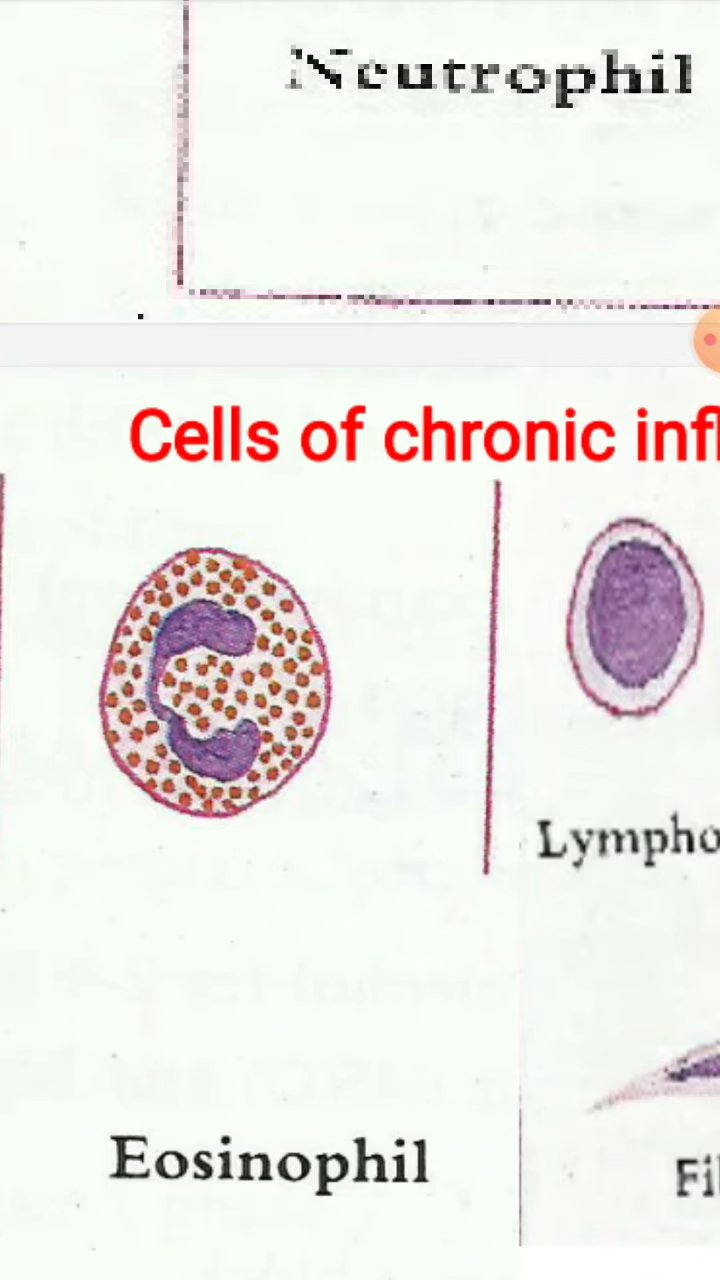 Neutrophil
Cells of chronic infl
Lympho
Eosinophil
Fi